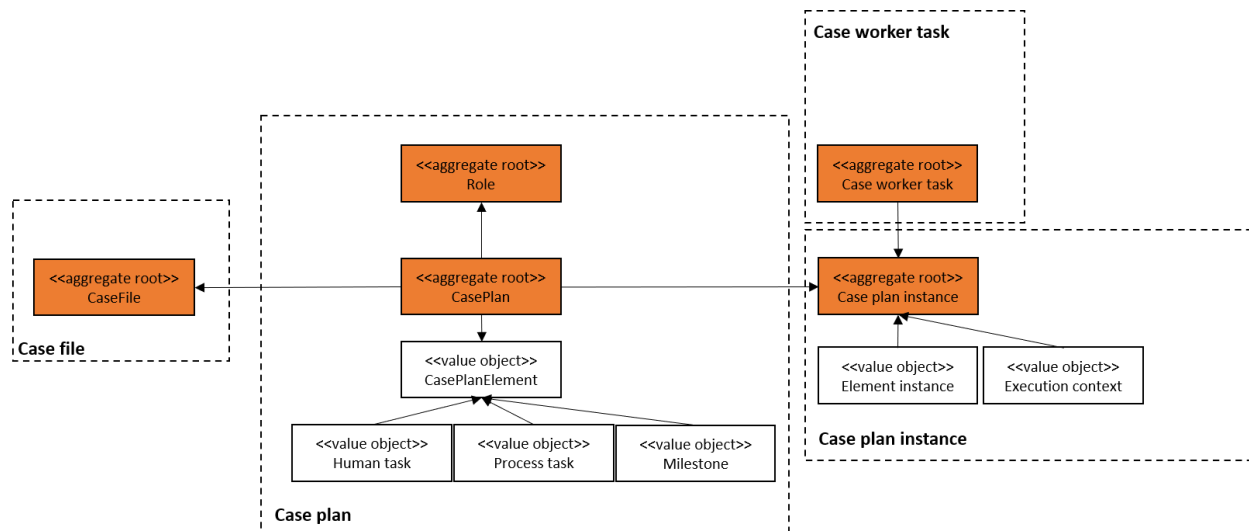 Case worker task
<<aggregate root>>
Role
<<aggregate root>>
Case worker task
<<aggregate root>>
CaseFile
<<aggregate root>>
CasePlan
<<aggregate root>>
Case plan instance
Case file
<<value object>>
CasePlanElement
<<value object>>
Element instance
<<value object>>
Execution context
<<value object>>
Human task
<<value object>>
Process task
<<value object>>
Milestone
Case plan instance
Case plan